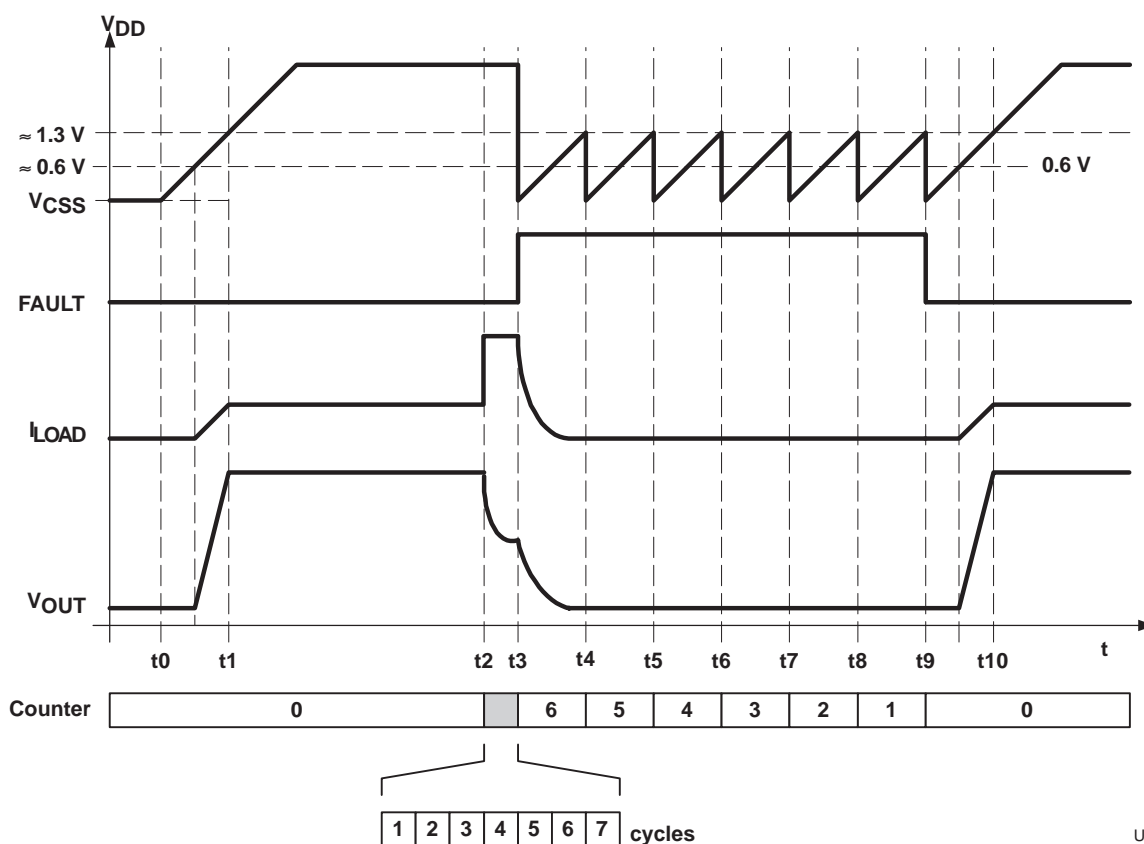 VDD
≈ 1.3 V
≈ 0.6 V
0.6 V
VCSS
FAULT
ILOAD
VOUT
t0 t1 t2 t3 t4 t5 t6 t7 t8 t9 t10 t
Counter 0 6 5 4 3 2 1 0
1 2 3 4 5 6 7 cycles
U